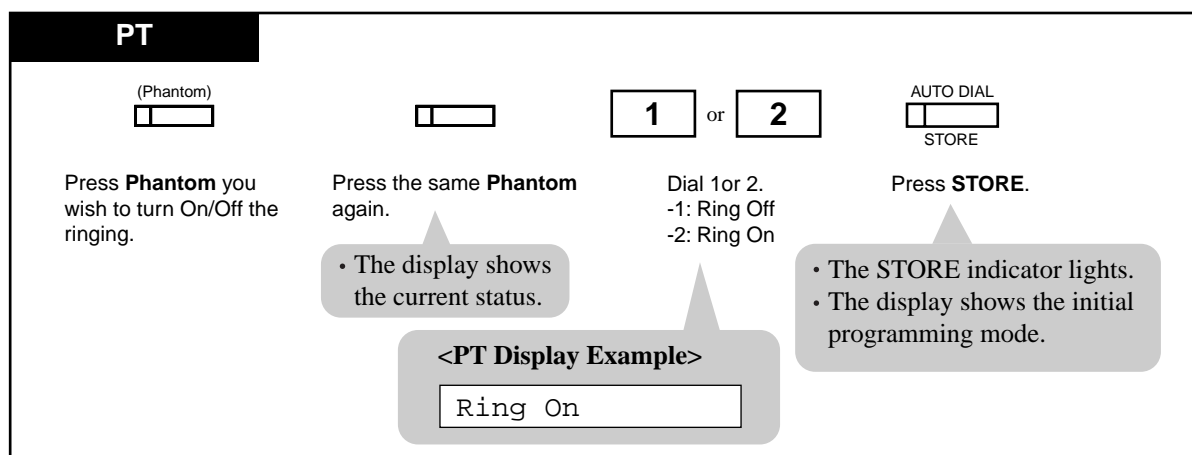 PT
(Phantom)
1 or 2
AUTO DIAL
STORE
Press Phantom you
wish to turn On/Off the
ringing.
Press the same Phantom
again.
• The display shows
the current status.
Dial 1or 2.
-1: Ring Off
-2: Ring On
<PT Display Example>
Ring On
Press STORE.
• The STORE indicator lights.
• The display shows the initial
programming mode.